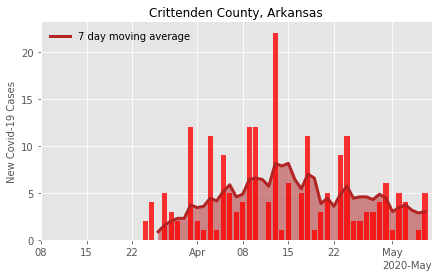 Crittenden County, Arkansas
7 day moving average
New Covid-19 Cases
20
15
10
5
0
08
15
22
Apr
08
15
22
May
2020-May